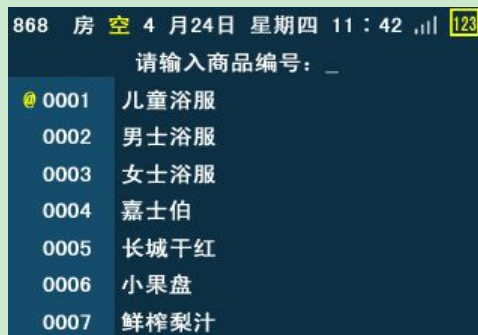 868 房 空 4 月24日 星期四 11：42 123
请输入商品编号：_
@ 0001 儿童浴服
0002 男士浴服
0003 女士浴服
0004 嘉士伯
0005 长城干红
0006 小果盘
0007 鲜榨梨汁